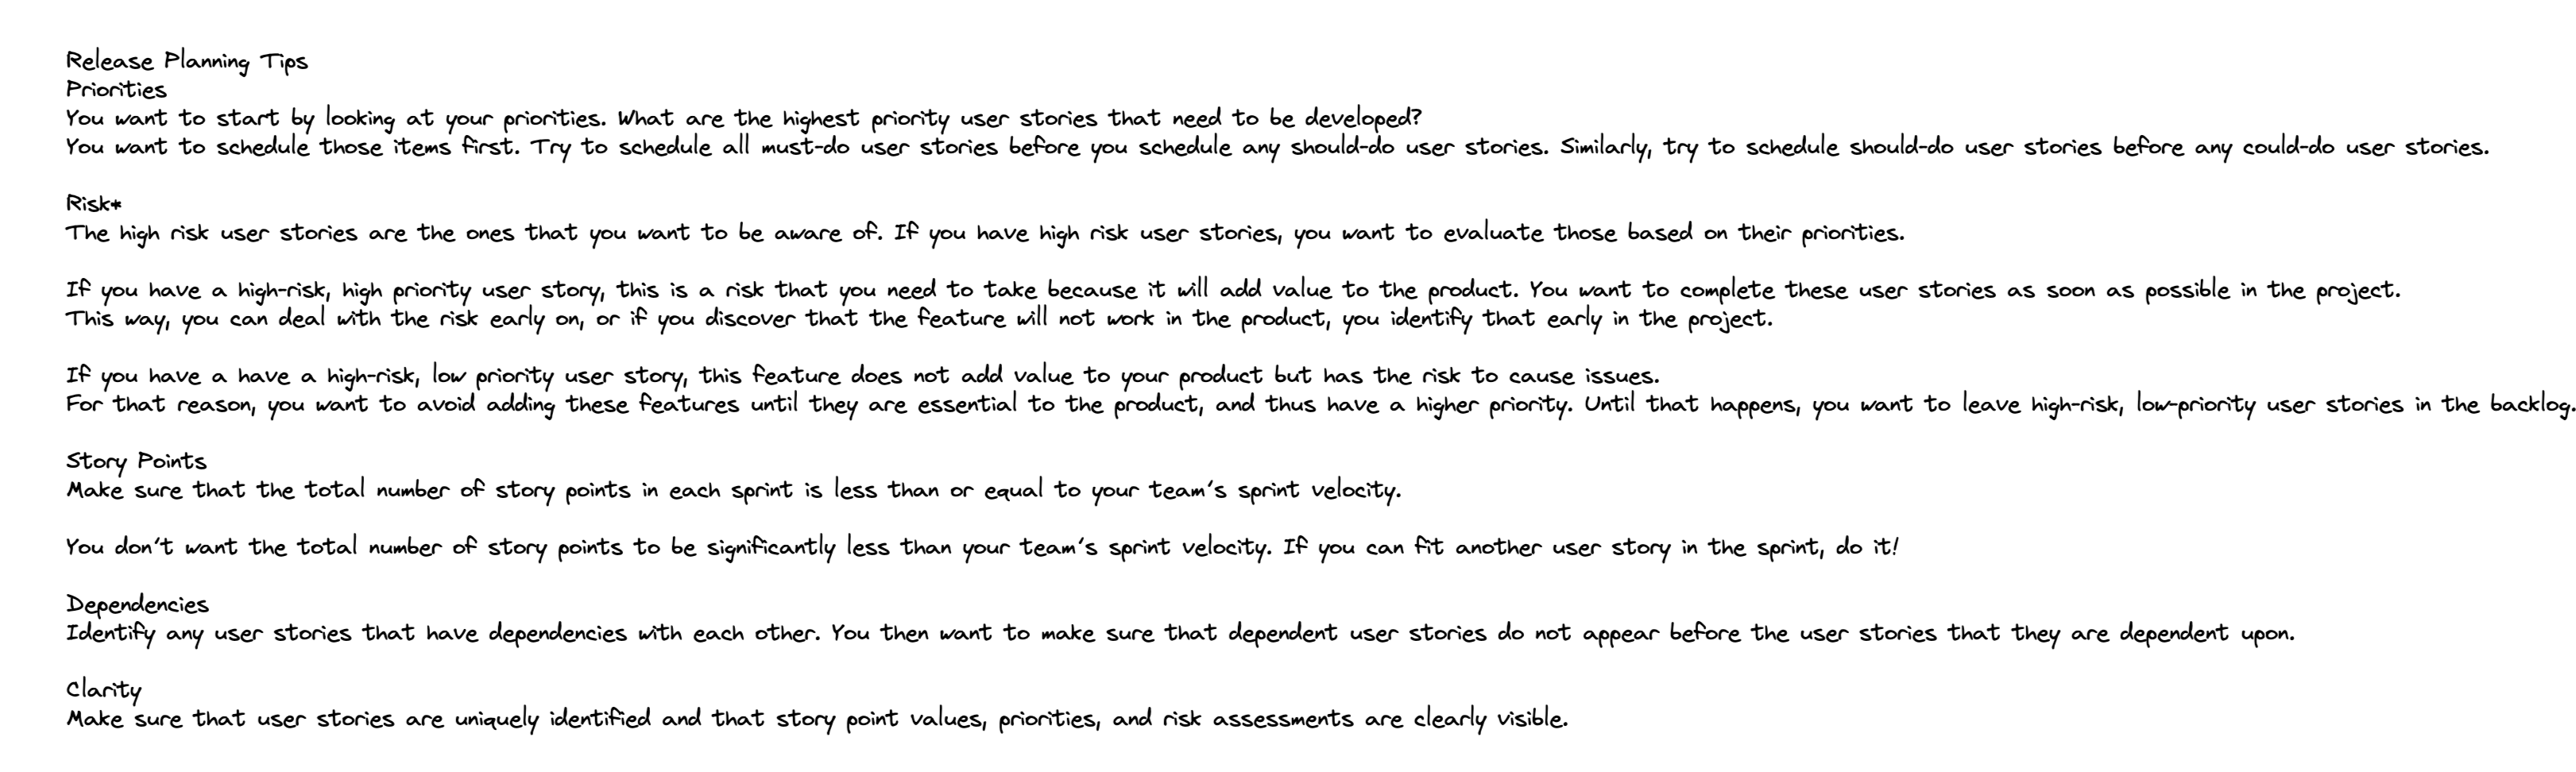 Release Planning Tips
Priorities
You want to start by looking at your priorities. What are the highest priority user stories that need to be developed?
You want to schedule those items first. Try to schedule all must-do user stories before you schedule any should-do user stories. Similarly, try to schedule should-do user stories before any could-do user stories.
Risk*
The high risk user stories are the ones that you want to be aware of. If you have high risk user stories, you want to evaluate those based on their priorities.
If you have a high-risk, high priority user story, this is a risk that you need to take because it will add value to the product. You want to complete these user stories as soon as possible in the project.
This way, you can deal with the risk early on, or if you discover that the feature will not work in the product, you identify that early in the project.
If you have a have a high-risk, low priority user story, this feature does not add value to your product but has the risk to cause issues.
For that reason, you want to avoid adding these features until they are essential to the product, and thus have a higher priority. Until that happens, you want to leave high-risk, low-priority user stories in the backlog.
Story Points
Make sure that the total number of story points in each sprint is less than or equal to your team's sprint velocity.
You don't want the total number of story points to be significantly less than your team's sprint velocity. If you can fit another user story in the sprint, do it!
Dependencies
Identify any user stories that have dependencies with each other. You then want to make sure that dependent user stories do not appear before the user stories that they are dependent upon.
Clarity
Make sure that user stories are uniquely identified and that story point values, priorities, and risk assessments are clearly visible.